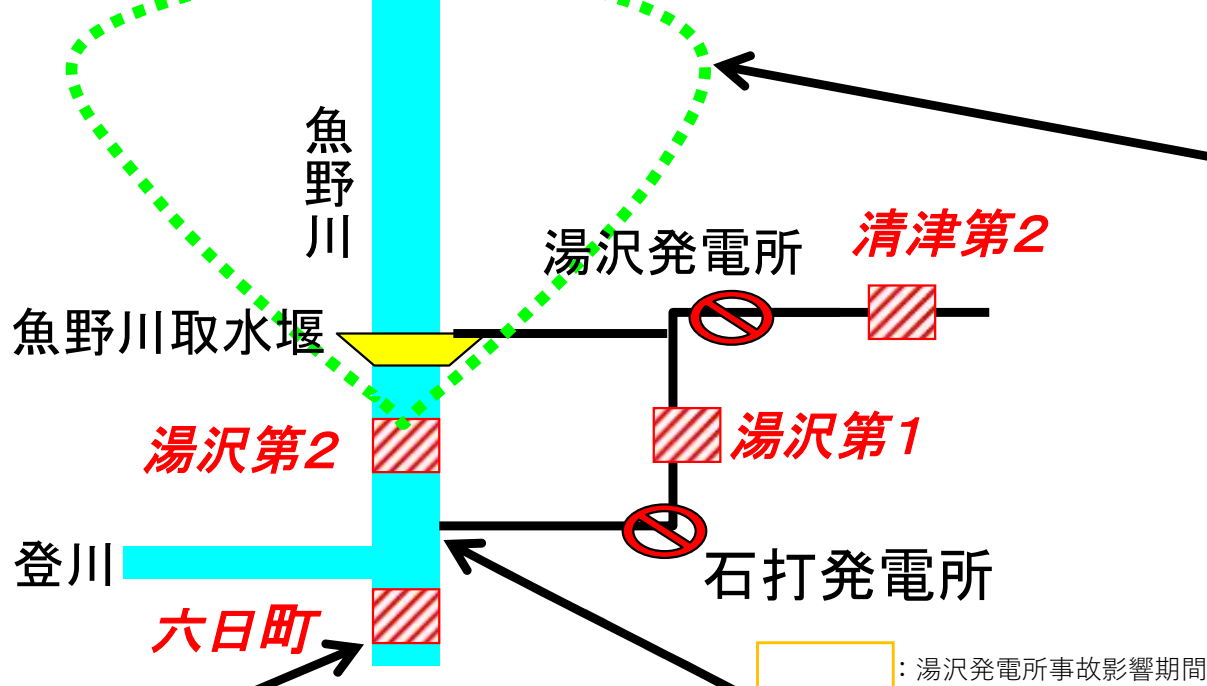 魚野川
湯沢発電所
清津第2
魚野川取水堰
湯沢第2
湯沢第1
登川
石打発電所
六日町
：湯沢発電所事故影響期間